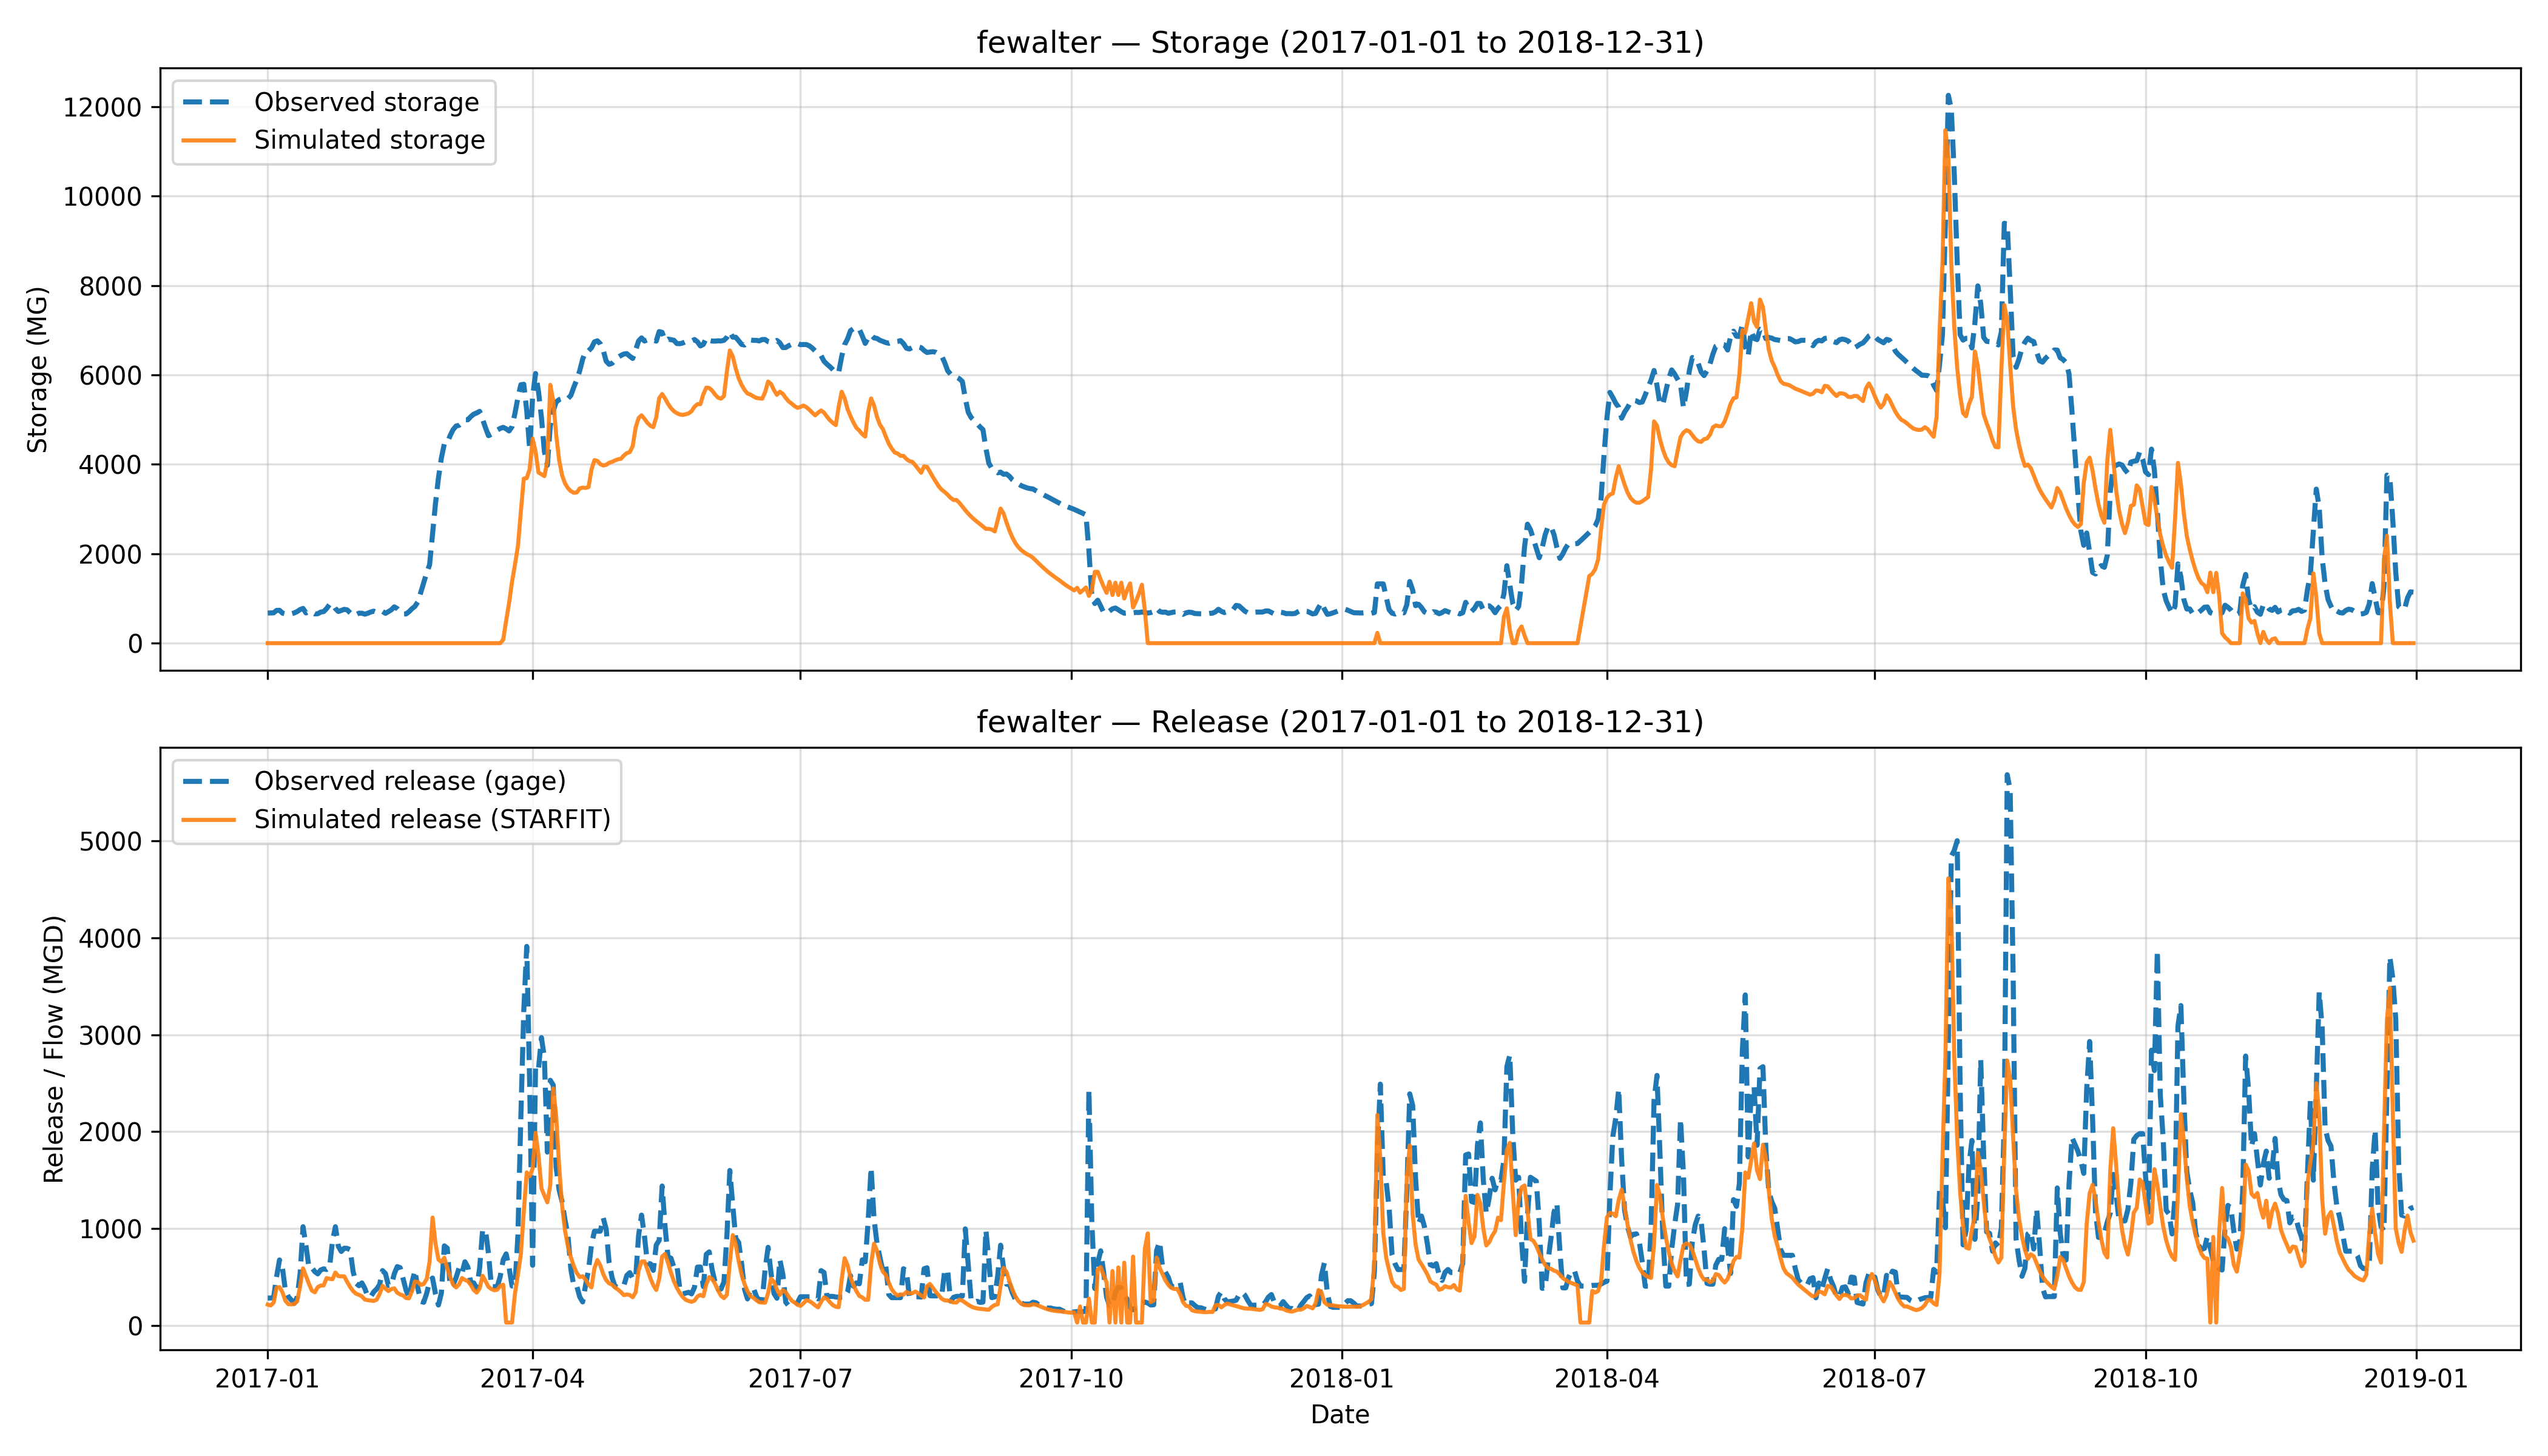 fewalter — Storage (2017-01-01 to 2018-12-31)
Observed storage
Simulated storage
Storage (MG)
12000
10000
8000
6000
4000
2000
0
fewalter — Release (2017-01-01 to 2018-12-31)
Observed release (gage)
Simulated release (STARFIT)
Release / Flow (MGD)
5000
4000
3000
2000
1000
0
2017-01 2017-04 2017-07 2017-10 2018-01 2018-04 2018-07 2018-10 2019-01
Date